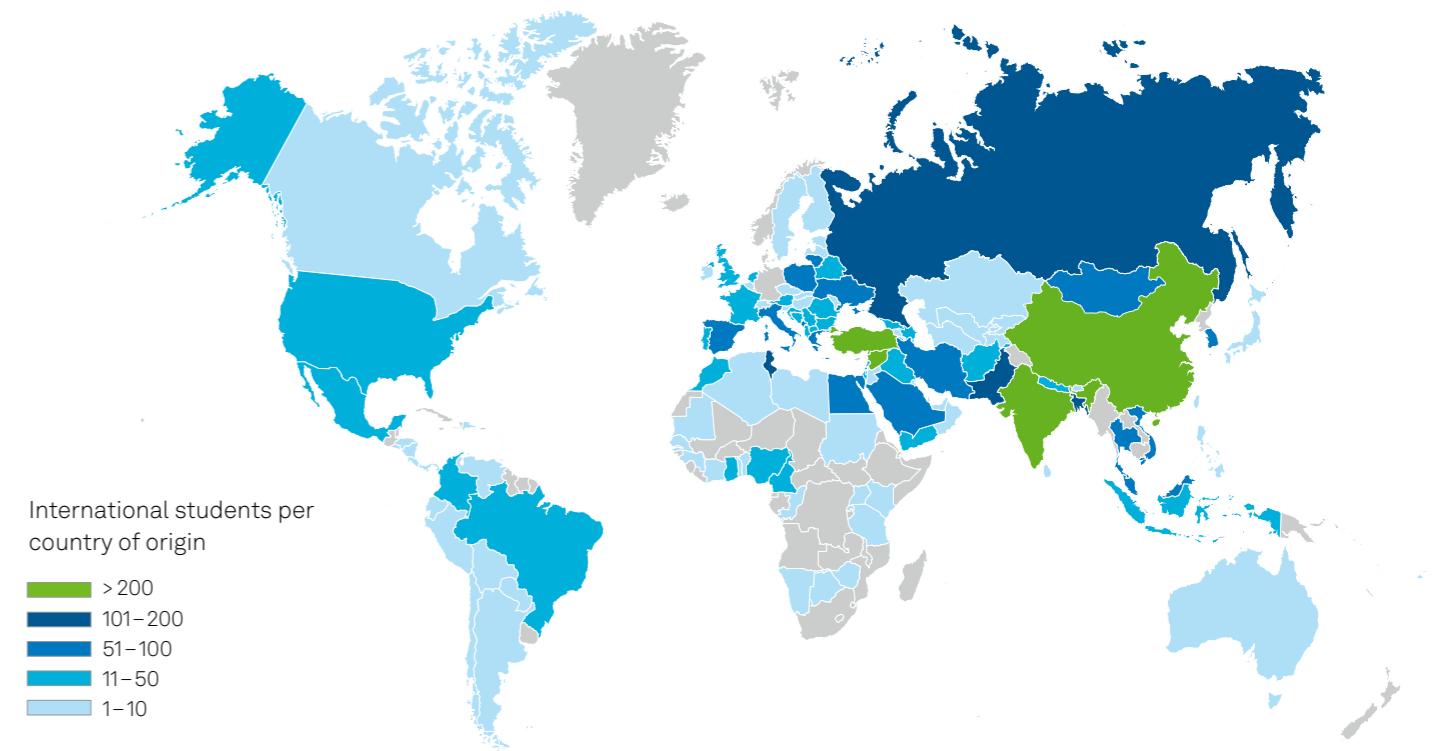 International students per
country of origin
> 200
101–200
51–100
11–50
1–10